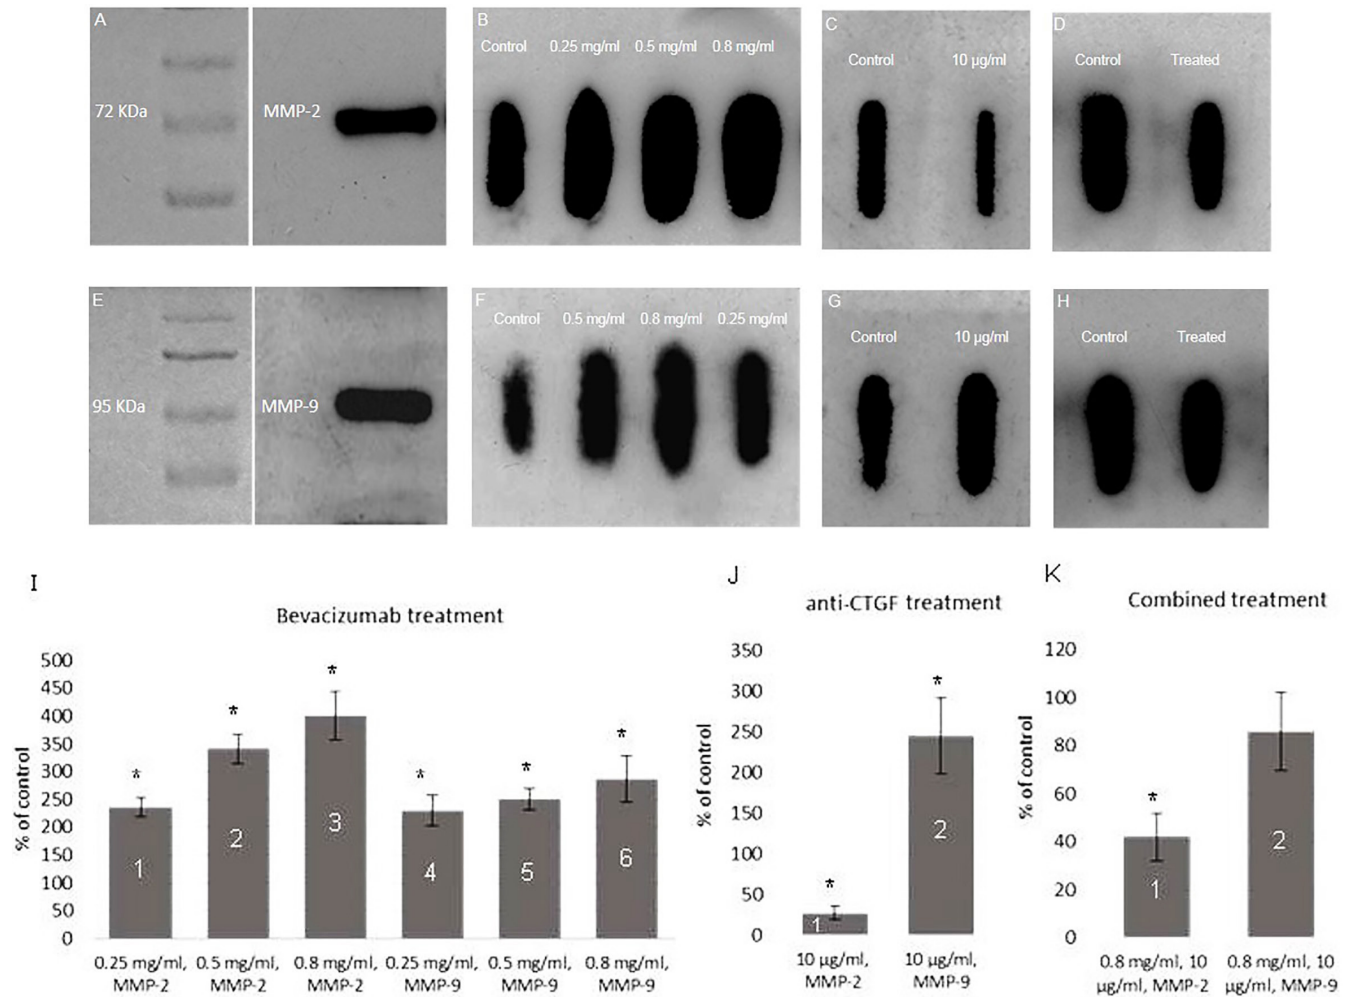 A
72 KDa
MMP-2
B
Control 0.25 mg/ml 0.5 mg/ml 0.8 mg/ml
C
Control 10 µg/ml
D
Control Treated
E
95 KDa
MMP-9
F
Control 0.5 mg/ml 0.8 mg/ml 0.25 mg/ml
G
Control 10 µg/ml
H
Control Treated
I
Bevacizumab treatment
% of control
500
450
400
350
300
250
200
150
100
50
0
* * * * * *
1 2 3 4 5 6
0.25 mg/ml, MMP-2
0.5 mg/ml, MMP-2
0.8 mg/ml, MMP-2
0.25 mg/ml, MMP-9
0.5 mg/ml, MMP-9
0.8 mg/ml, MMP-9
J
anti-CTGF treatment
% of control
350
300
250
200
150
100
50
0
* *
1 2
10 µg/ml, MMP-2
10 µg/ml, MMP-9
K
Combined treatment
% of control
120
100
80
60
40
20
0
*
1 2
0.8 mg/ml, 10
µg/ml, MMP-2
0.8 mg/ml, 10
µg/ml, MMP-9